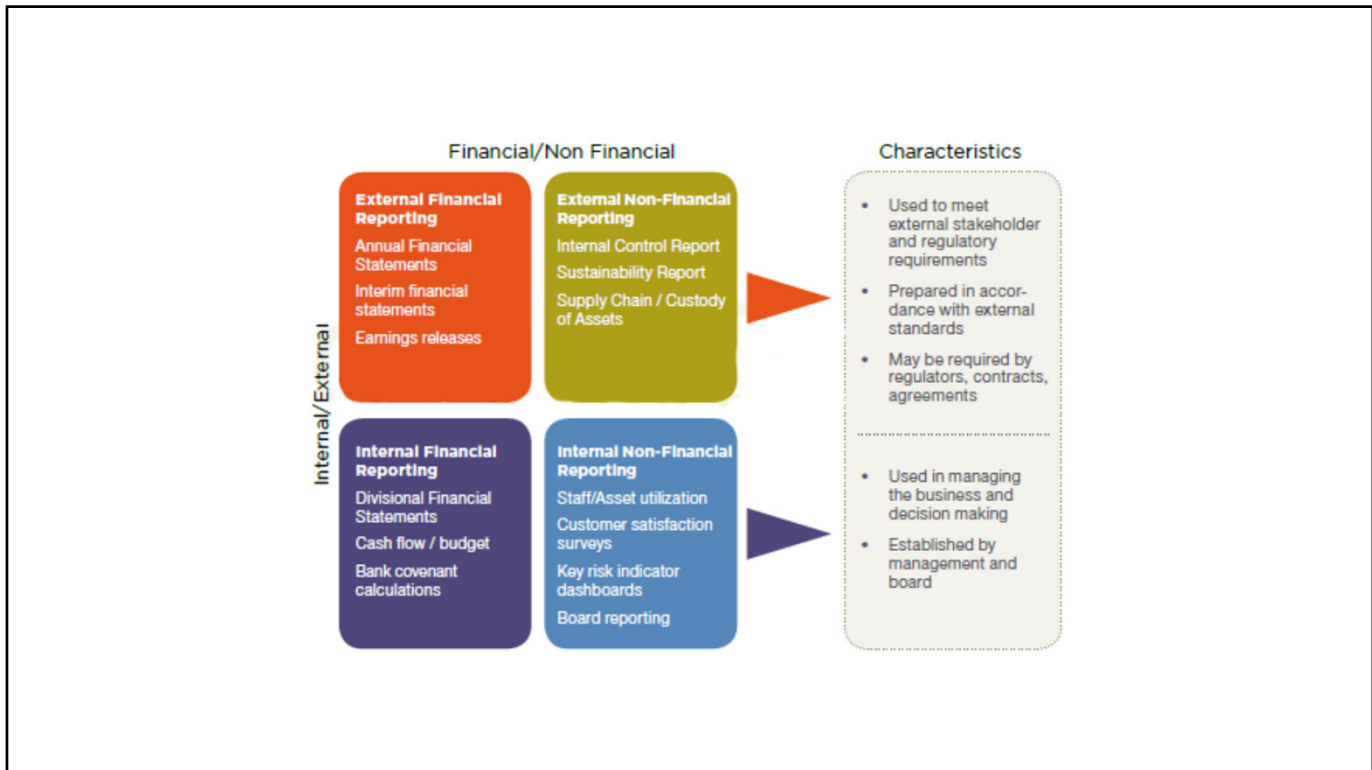 Financial/Non Financial
Characteristics
Internal/External
External Financial
Reporting
Annual Financial
Statements
Interim financial
statements
Earnings releases
External Non-Financial
Reporting
Internal Control Report
Sustainability Report
Supply Chain / Custody
of Assets
• Used to meet
external stakeholder
and regulatory
requirements
• Prepared in accor-
dance with external
standards
• May be required by
regulators, contracts,
agreements
Internal Financial
Reporting
Divisional Financial
Statements
Cash flow / budget
Bank covenant
calculations
Internal Non-Financial
Reporting
Staff/Asset utilization
Customer satisfaction
surveys
Key risk indicator
dashboards
Board reporting
• Used in managing
the business and
decision making
• Established by
management and
board